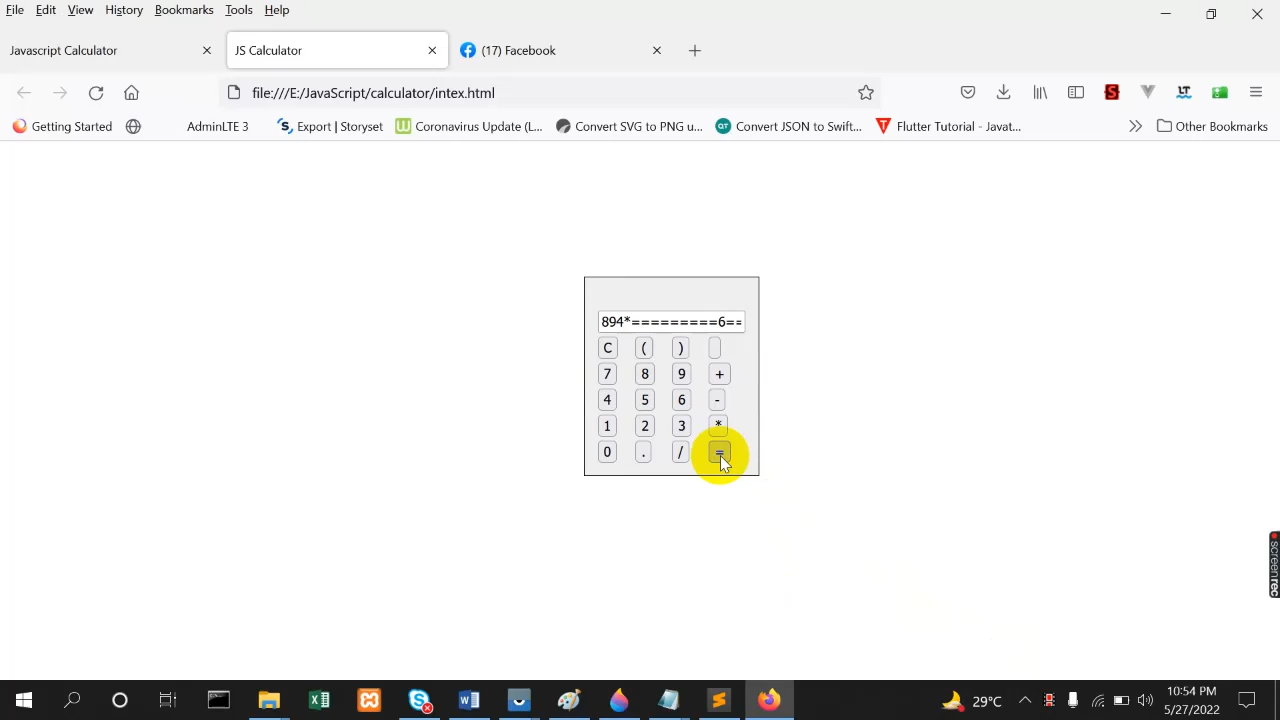 File Edit View History Bookmarks Tools Help
Javascript Calculator
JS Calculator
(17) Facebook
file:///E:/JavaScript/calculator/intex.html
S
LT
Getting Started
AdminLTE 3
S Export | Storyset
W Coronavirus Update (L...
Convert SVG to PNG u...
QT Convert JSON to Swift...
T Flutter Tutorial - Javat...
Other Bookmarks
894*=========6==
C ( )
7 8 9 +
4 5 6 -
1 2 3 *
0 . / =
screenrec
29°C
10:54 PM
5/27/2022